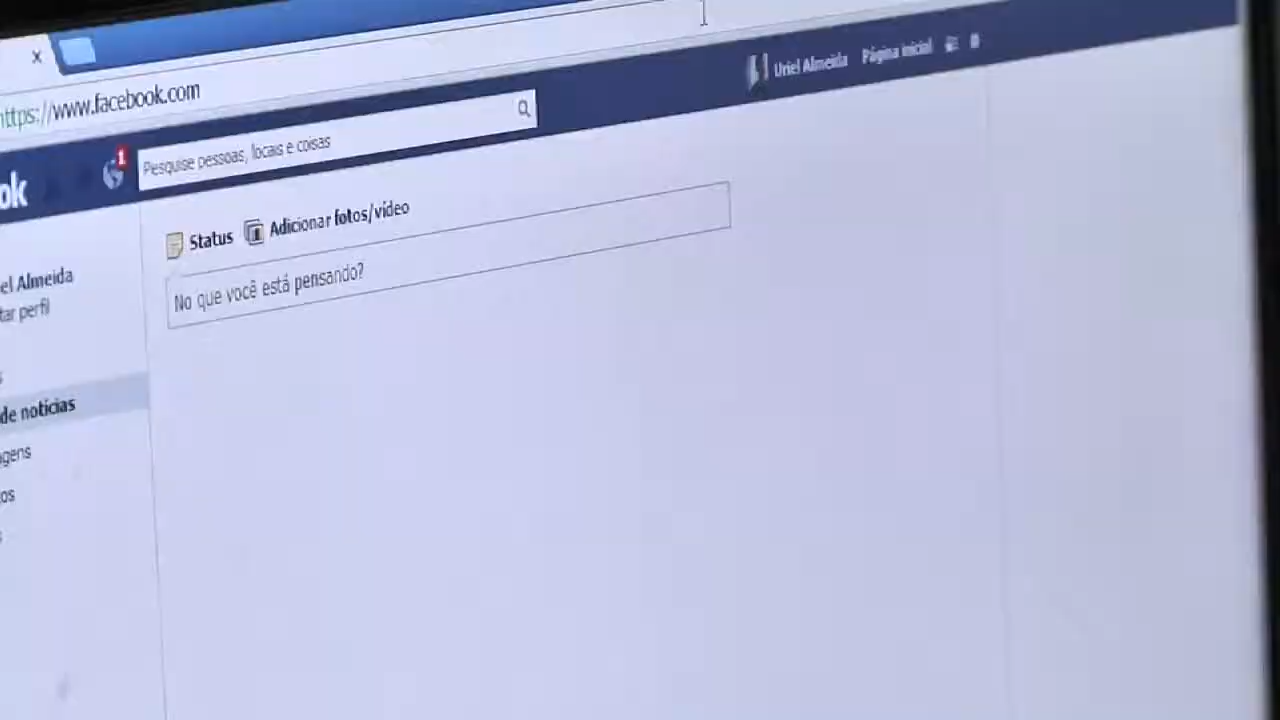 https://www.facebook.com
1
Pesquise pessoas, locais e coisas
Uriel Almeida
Página inicial
ok
Status
Adicionar fotos/vídeo
No que você está pensando?
el Almeida
tar perfil
s
de notícias
gens
os
s